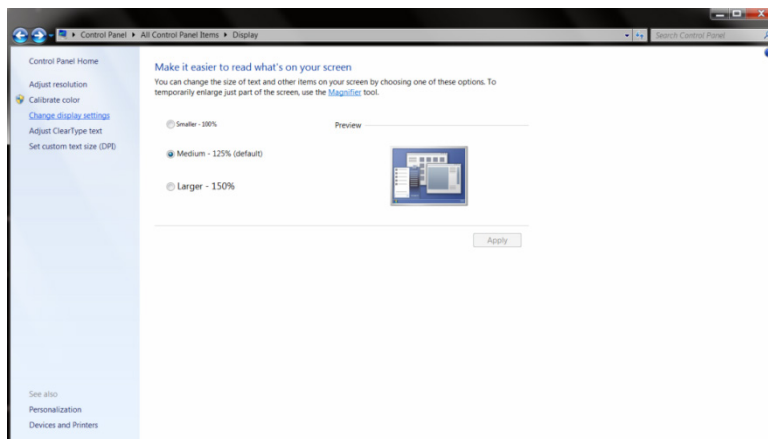 Control Panel ▸ All Control Panel Items ▸ Display
Search Control Panel
Control Panel Home
Adjust resolution
Calibrate color
Change display settings
Adjust ClearType text
Set custom text size (DPI)
Make it easier to read what's on your screen
You can change the size of text and other items on your screen by choosing one of these options. To
temporarily enlarge just part of the screen, use the Magnifier tool.
Smaller - 100%
Preview
Medium - 125% (default)
Larger - 150%
Apply
See also
Personalization
Devices and Printers